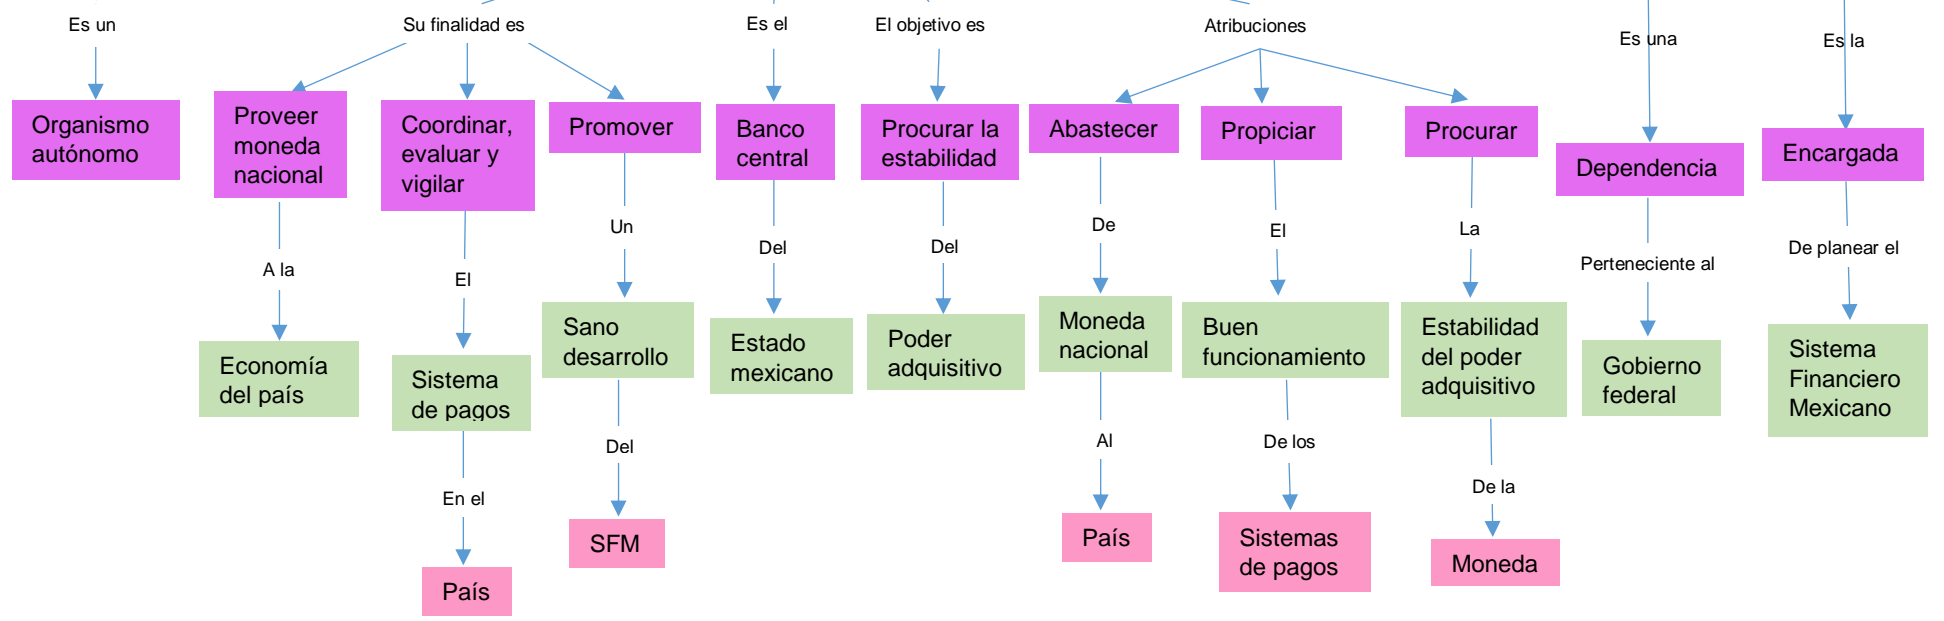 Es un
Su finalidad es
Es el
El objetivo es
Atribuciones
Es una
Es la
Organismo
autónomo
Proveer
moneda
nacional
Coordinar,
evaluar y
vigilar
Promover
Banco
central
Procurar la
estabilidad
Abastecer
Propiciar
Procurar
Dependencia
Encargada
A la
El
Un
Del
Del
De
El
La
Perteneciente al
De planear el
Economía
del país
Sistema
de pagos
Sano
desarrollo
Estado
mexicano
Poder
adquisitivo
Moneda
nacional
Buen
funcionamiento
Estabilidad
del poder
adquisitivo
Gobierno
federal
Sistema
Financiero
Mexicano
En el
Del
Al
De los
De la
País
SFM
País
Sistemas
de pagos
Moneda